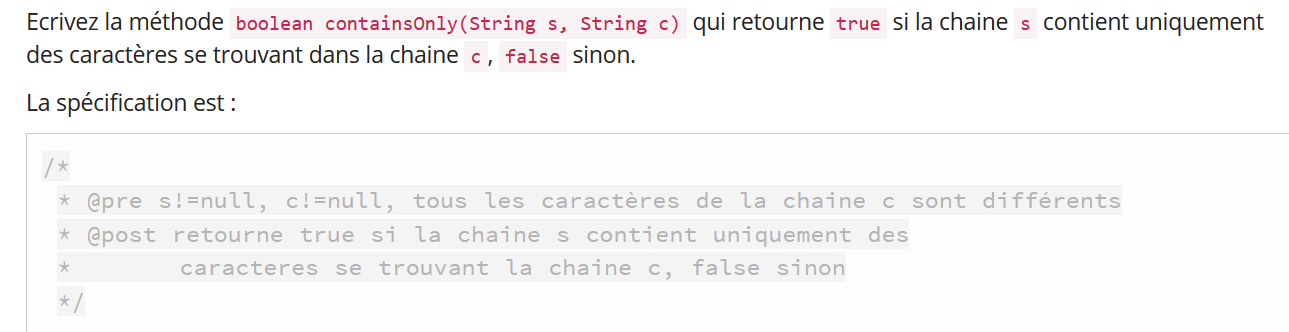 Ecrivez la méthode boolean containsOnly(String s, String c) qui retourne true si la chaine s contient uniquement
des caractères se trouvant dans la chaine c, false sinon.
La spécification est :
/*
* @pre s!=null, c!=null, tous les caractères de la chaine c sont différents
* @post retourne true si la chaine s contient uniquement des
* caracteres se trouvant la chaine c, false sinon
*/